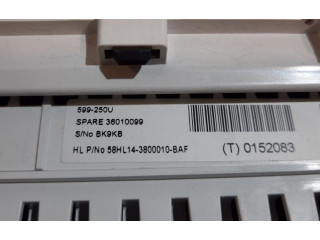 599-250U
SPARE 36010099
S/No BK9KB
HL P/No 58HL14-3800010-BAF
(T) 0152083